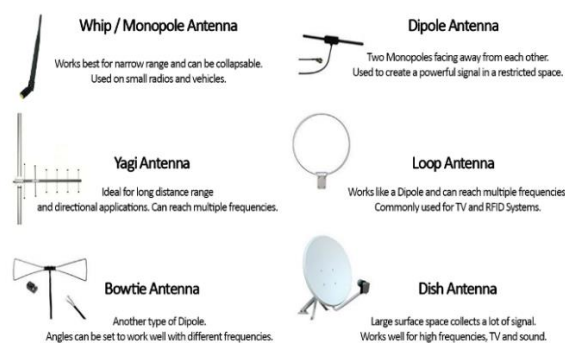 Whip / Monopole Antenna
Works best for narrow range and can be collapsable.
Used on small radios and vehicles.
Dipole Antenna
Two Monopoles facing away from each other.
Used to create a powerful signal in a restricted space.
Yagi Antenna
Ideal for long distance range
and directional applications. Can reach multiple frequencies.
Loop Antenna
Works like a Dipole and can reach multiple frequencies
Commonly used for TV and RFID Systems.
Bowtie Antenna
Another type of Dipole.
Angles can be set to work well with different frequencies.
Dish Antenna
Large surface space collects a lot of signal.
Works well for high frequencies, TV and sound.